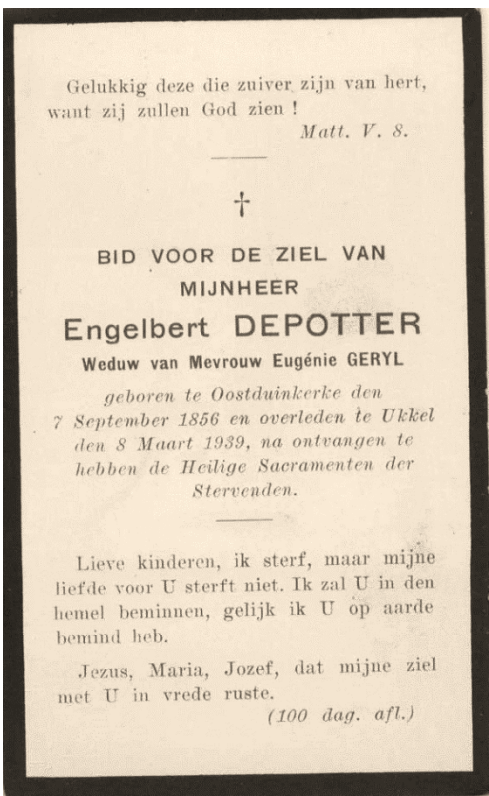 Gelukkig deze die zuiver zijn van hert,
want zij zullen God zien !
Matt. V. 8.
†
BID VOOR DE ZIEL VAN
MIJNHEER
Engelbert DEPOTTER
Weduw van Mevrouw Eugénie GERYL
geboren te Oostduinkerke den
7 September 1856 en overleden te Ukkel
den 8 Maart 1939, na ontvangen te
hebben de Heilige Sacramenten der
Stervenden.
Lieve kinderen, ik sterf, maar mijne
liefde voor U sterft niet. Ik zal U in den
hemel beminnen, gelijk ik U op aarde
bemind heb.
Jezus, Maria, Jozef, dat mijne ziel
met U in vrede ruste.
(100 dag. afl.)